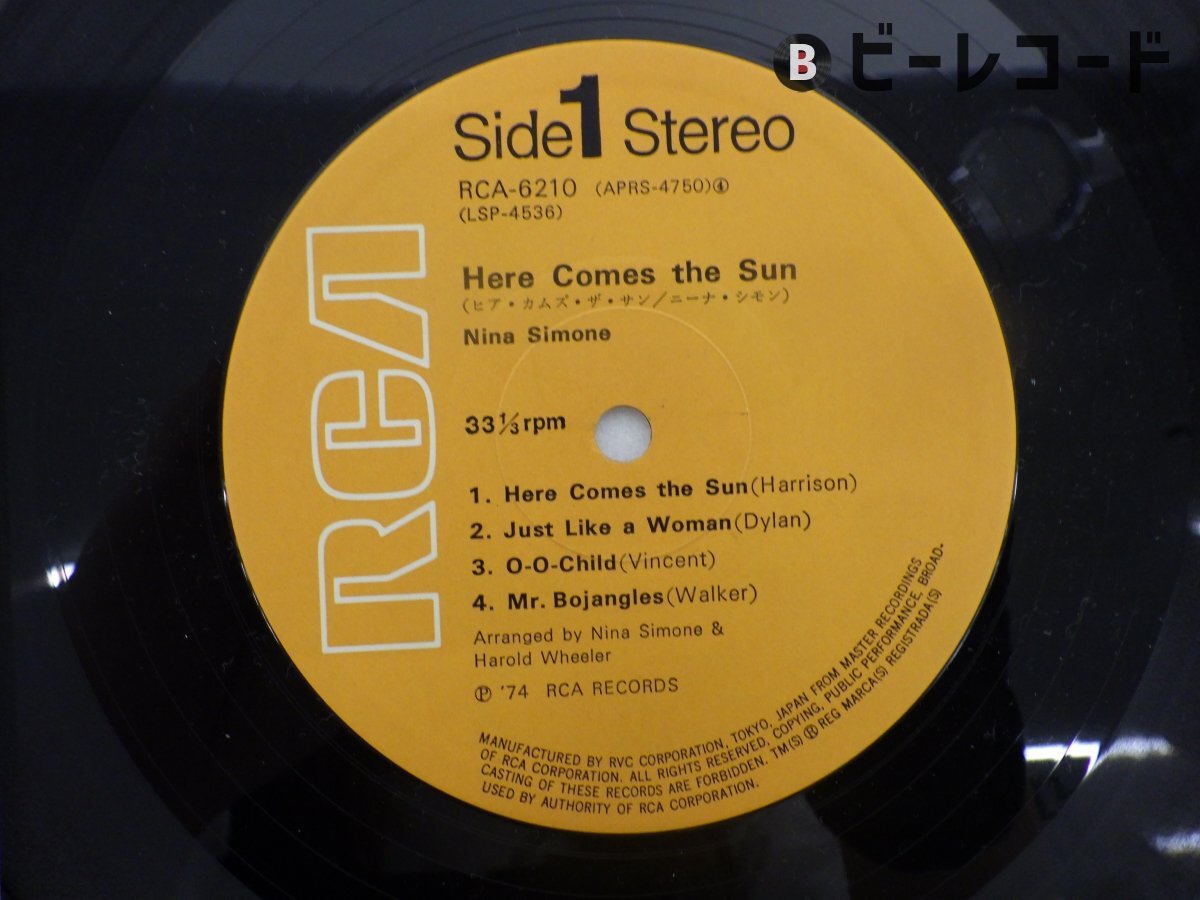 B ビーレコード
Side 1 Stereo
RCA-6210 (APRS-4750)④
(LSP-4536)
RCA
Here Comes the Sun
(ヒア・カムズ・ザ・サン/ニーナ・シモン)
Nina Simone
33⅓rpm
1. Here Comes the Sun(Harrison)
2. Just Like a Woman(Dylan)
3. O-O-Child(Vincent)
4. Mr. Bojangles(Walker)
Arranged by Nina Simone &
Harold Wheeler
Ⓟ '74 RCA RECORDS
MANUFACTURED BY RVC CORPORATION, TOKYO, JAPAN FROM MASTER RECORDINGS
OF RCA CORPORATION. ALL RIGHTS RESERVED, COPYING, PUBLIC PERFORMANCE, BROAD-
CASTING OF THESE RECORDS ARE FORBIDDEN. TM(S) Ⓡ REG MARCA(S) REGISTRADA(S)
USED BY AUTHORITY OF RCA CORPORATION.